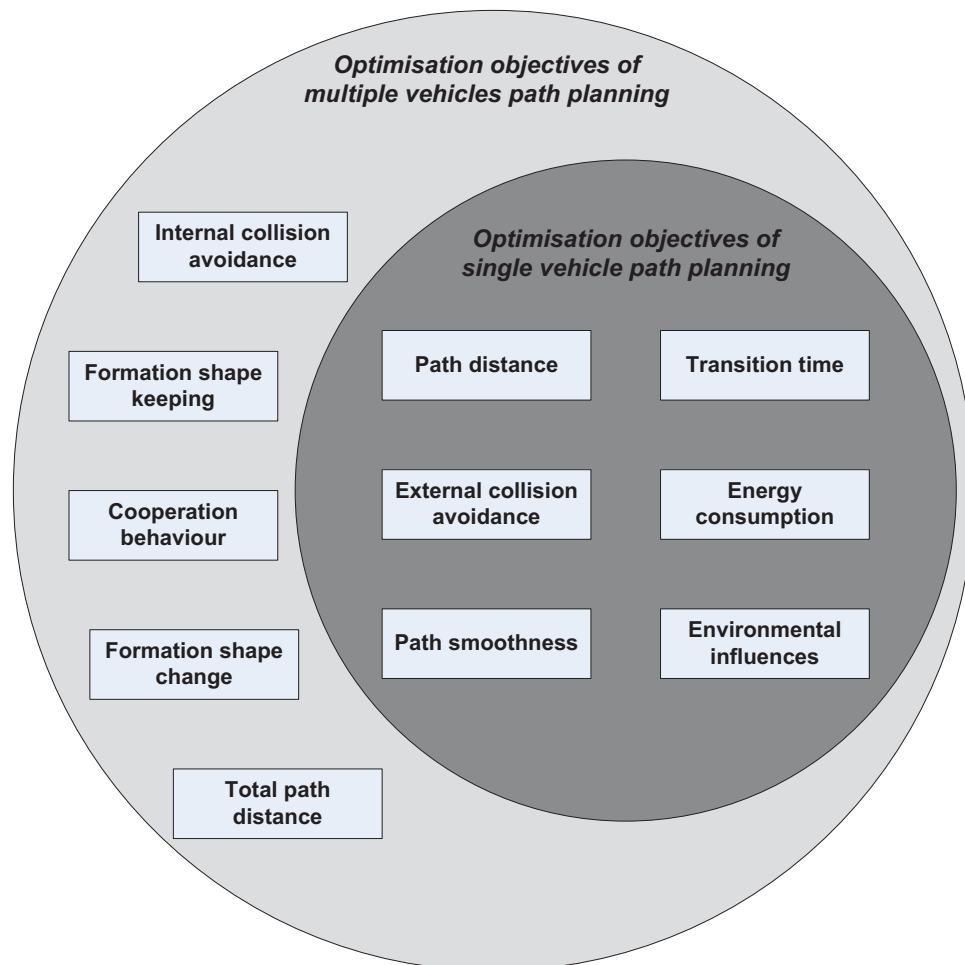 Optimisation objectives of
multiple vehicles path planning
Internal collision
avoidance
Formation shape
keeping
Cooperation
behaviour
Formation shape
change
Total path
distance
Optimisation objectives of
single vehicle path planning
Path distance
Transition time
External collision
avoidance
Energy
consumption
Path smoothness
Environmental
influences